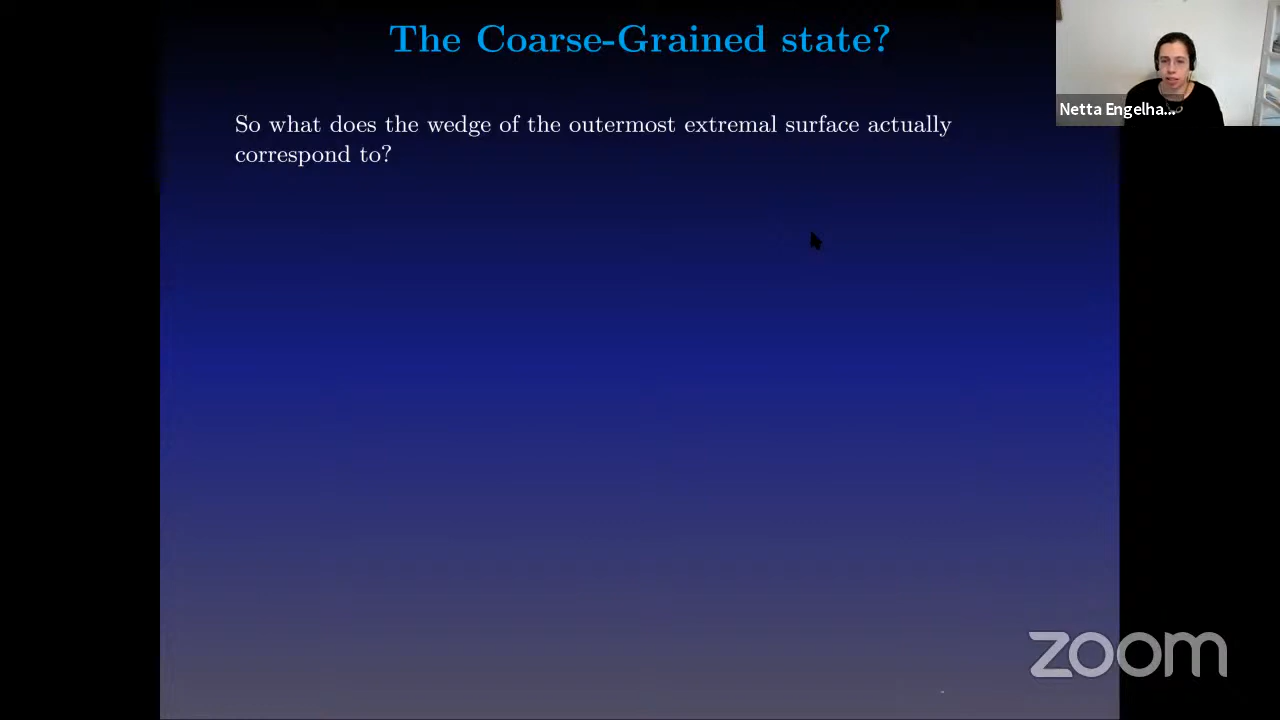 The Coarse-Grained state?
Netta Engelha...
So what does the wedge of the outermost extremal surface actually
correspond to?
zoom